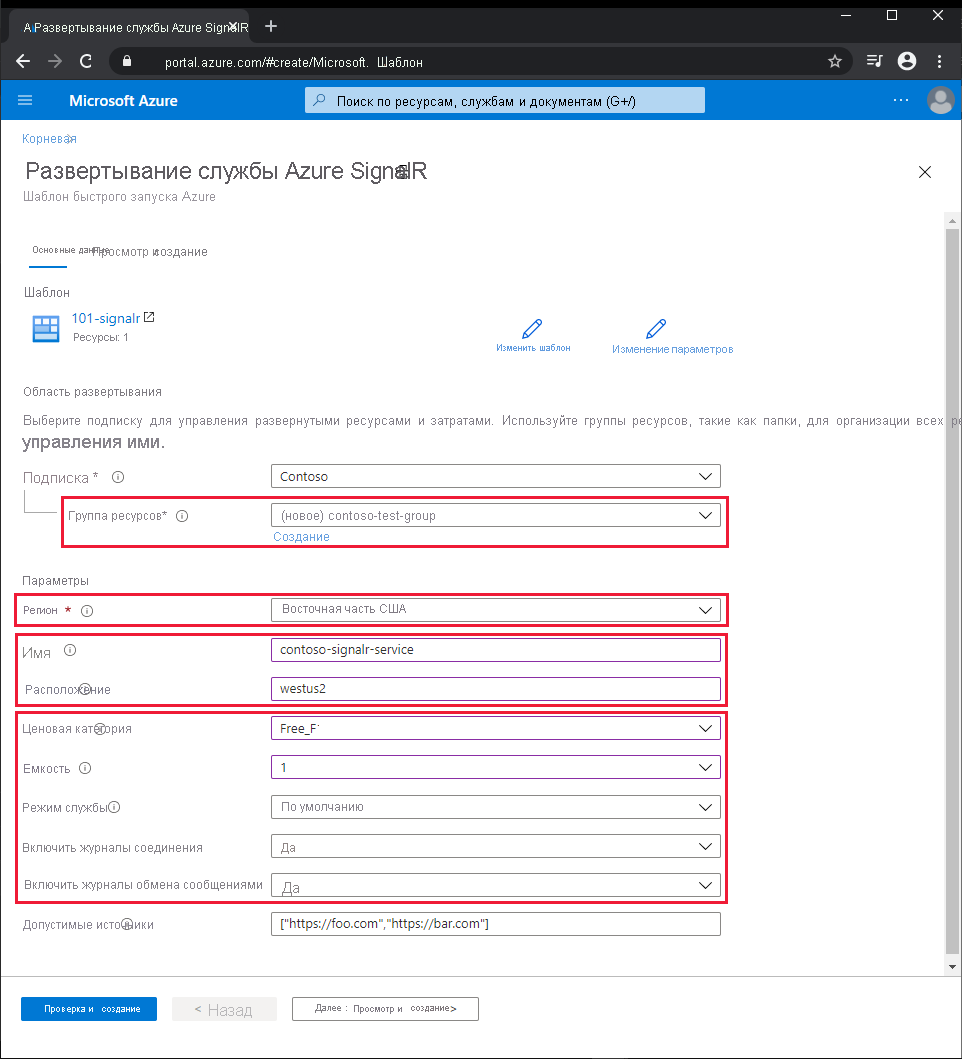 Развертывание службы Azure SignalR
portal.azure.com/#create/Microsoft. Шаблон
Microsoft Azure
Поиск по ресурсам, службам и документам (G+/)
Корневая
Развертывание службы Azure SignalR
Шаблон быстрого запуска Azure
Основные данные Просмотр и создание
Шаблон
101-signalr
Ресурсы: 1
Изменить шаблон Изменение параметров
Область развертывания
Выберите подписку для управления развернутыми ресурсами и затратами. Используйте группы ресурсов, такие как папки, для организации всех
управления ими.
Подписка * Contoso
Группа ресурсов* (новое) contoso-test-group
Создание
Параметры
Регион * Восточная часть США
Имя contoso-signalr-service
Расположение westus2
Ценовая категория Free_F
Емкость 1
Режим службы По умолчанию
Включить журналы соединения Да
Включить журналы обмена сообщениями Да
Допустимые источники ["https://foo.com","https://bar.com"]
Проверка и создание < Назад Далее : Просмотр и создание>